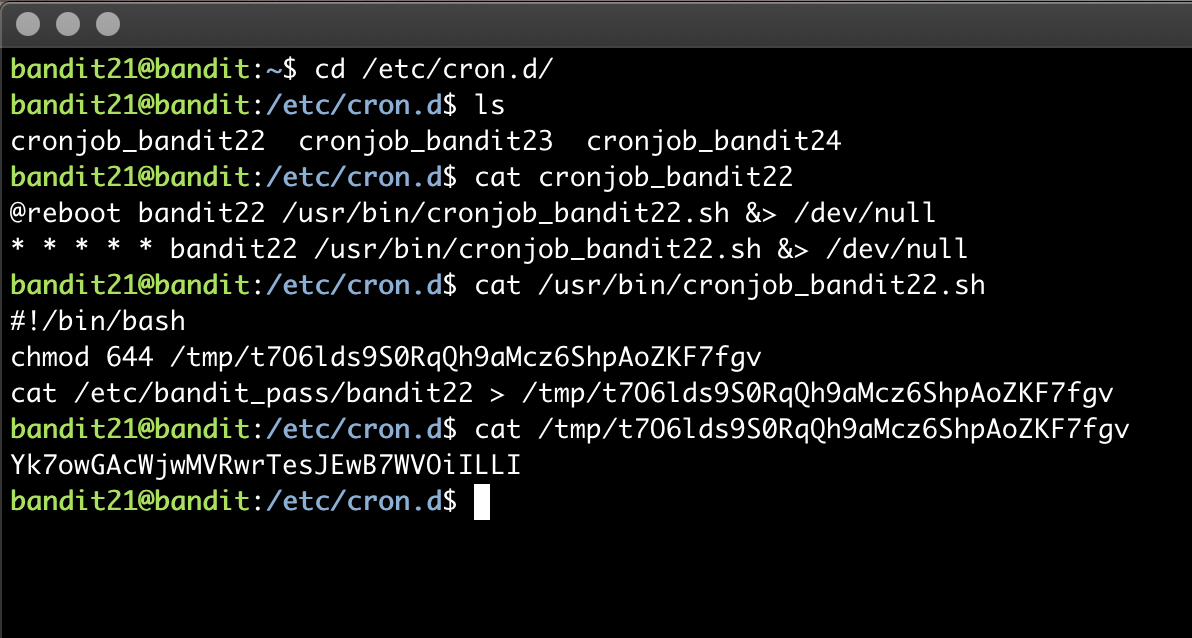 bandit21@bandit:~$ cd /etc/cron.d/
bandit21@bandit:/etc/cron.d$ ls
cronjob_bandit22  cronjob_bandit23  cronjob_bandit24
bandit21@bandit:/etc/cron.d$ cat cronjob_bandit22
@reboot bandit22 /usr/bin/cronjob_bandit22.sh &> /dev/null
* * * * * bandit22 /usr/bin/cronjob_bandit22.sh &> /dev/null
bandit21@bandit:/etc/cron.d$ cat /usr/bin/cronjob_bandit22.sh
#!/bin/bash
chmod 644 /tmp/t7O6lds9S0RqQh9aMcz6ShpAoZKF7fgv
cat /etc/bandit_pass/bandit22 > /tmp/t7O6lds9S0RqQh9aMcz6ShpAoZKF7fgv
bandit21@bandit:/etc/cron.d$ cat /tmp/t7O6lds9S0RqQh9aMcz6ShpAoZKF7fgv
Yk7owGAcWjwMVRwrTesJEwB7WVOiILLI
bandit21@bandit:/etc/cron.d$